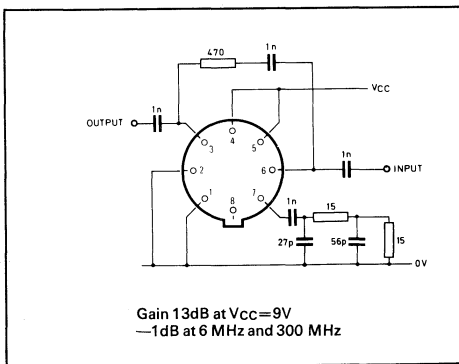 470
1n
VCC
1n
OUTPUT
3
4
5
1n
2
6
INPUT
1
8
7
1n
15
27p
56p
15
0V
Gain 13dB at VCC=9V
—1dB at 6 MHz and 300 MHz